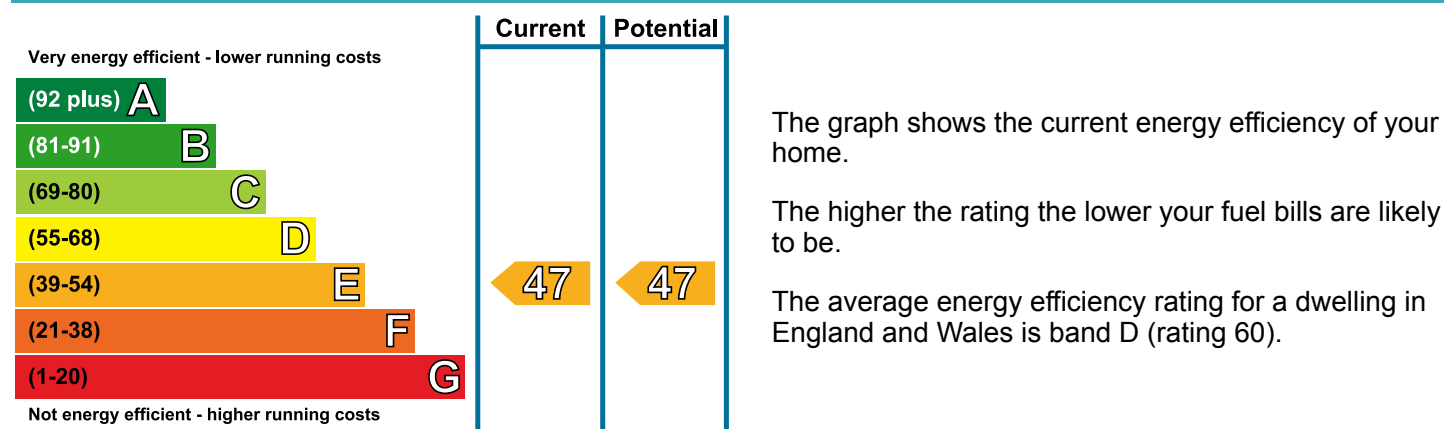 Current Potential
Very energy efficient - lower running costs
(92 plus) A
(81-91) B
(69-80) C
(55-68) D
(39-54) E 47 47
(21-38) F
(1-20) G
Not energy efficient - higher running costs
The graph shows the current energy efficiency of your
home.
The higher the rating the lower your fuel bills are likely
to be.
The average energy efficiency rating for a dwelling in
England and Wales is band D (rating 60).